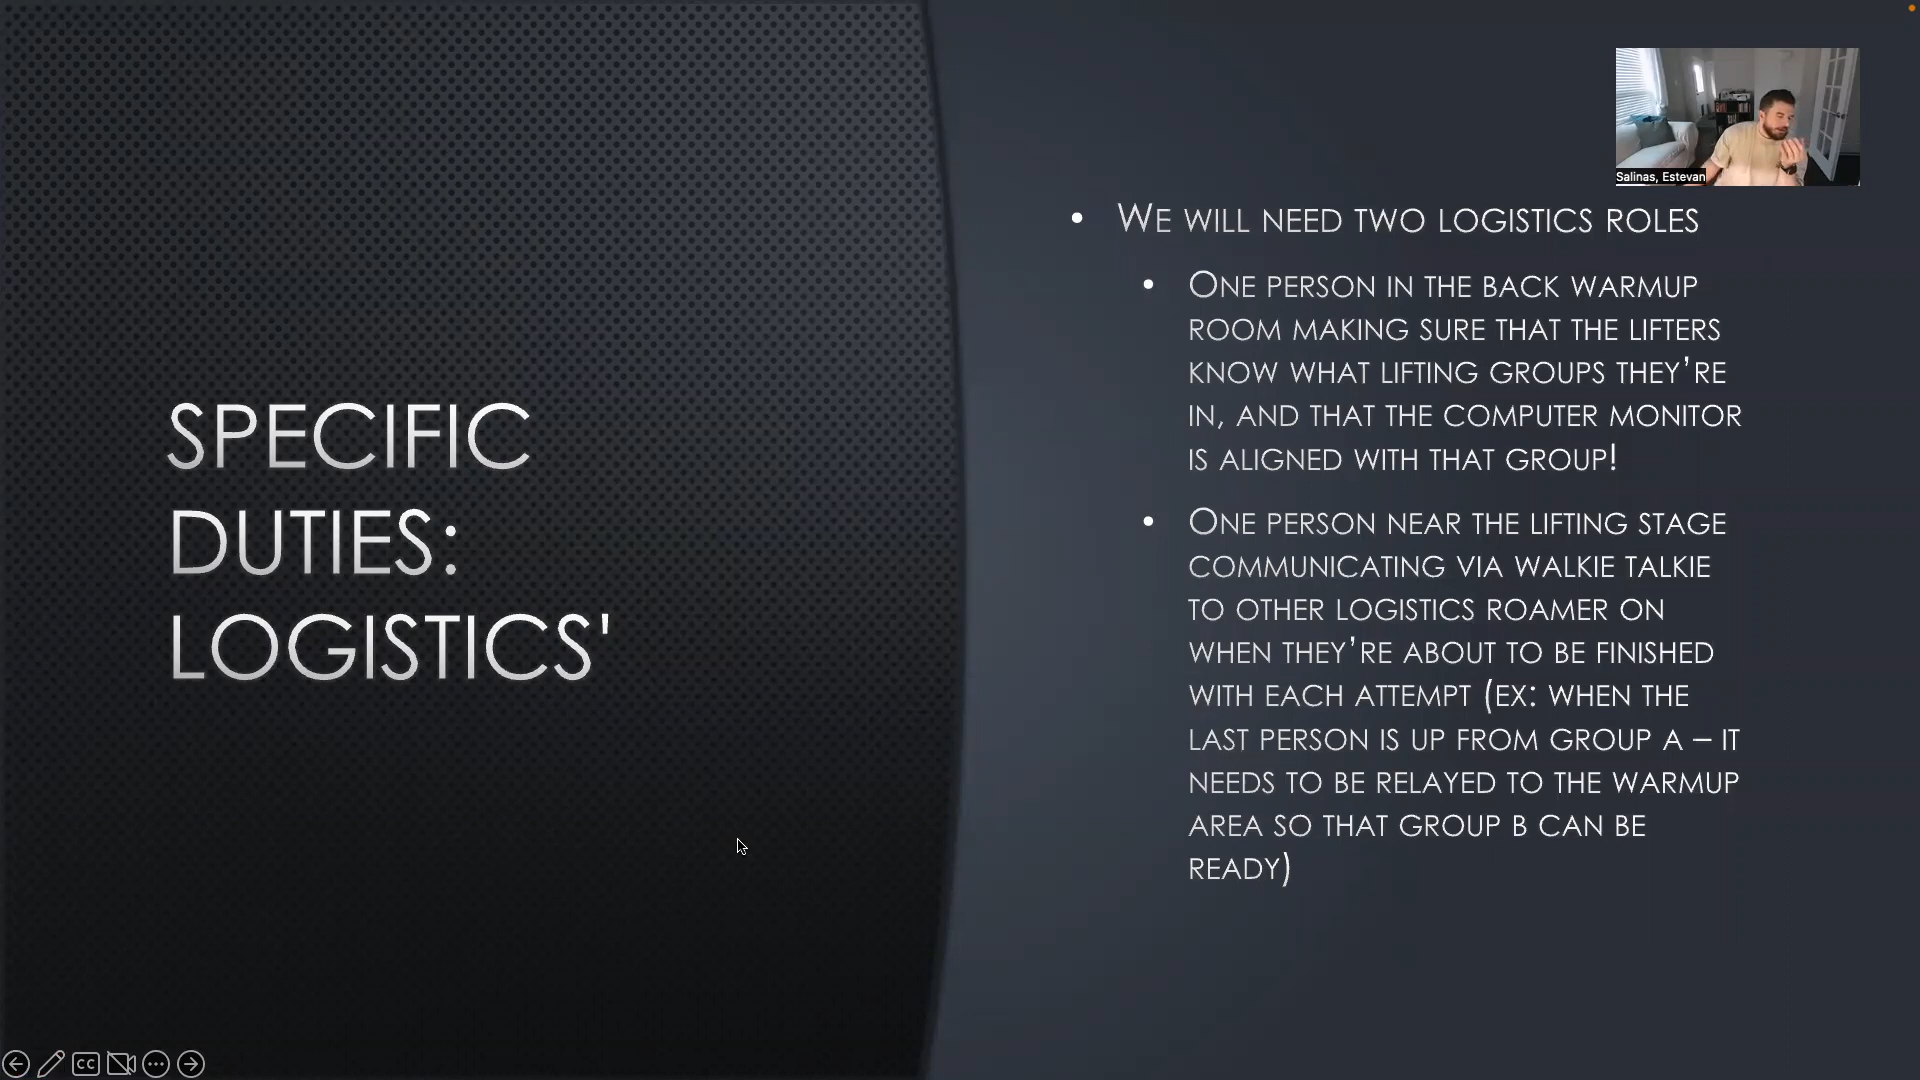 SPECIFIC
DUTIES:
LOGISTICS'
Salinas, Estevan
• WE WILL NEED TWO LOGISTICS ROLES
• ONE PERSON IN THE BACK WARMUP
ROOM MAKING SURE THAT THE LIFTERS
KNOW WHAT LIFTING GROUPS THEY’RE
IN, AND THAT THE COMPUTER MONITOR
IS ALIGNED WITH THAT GROUP!
• ONE PERSON NEAR THE LIFTING STAGE
COMMUNICATING VIA WALKIE TALKIE
TO OTHER LOGISTICS ROAMER ON
WHEN THEY’RE ABOUT TO BE FINISHED
WITH EACH ATTEMPT (EX: WHEN THE
LAST PERSON IS UP FROM GROUP A – IT
NEEDS TO BE RELAYED TO THE WARMUP
AREA SO THAT GROUP B CAN BE
READY)
CC